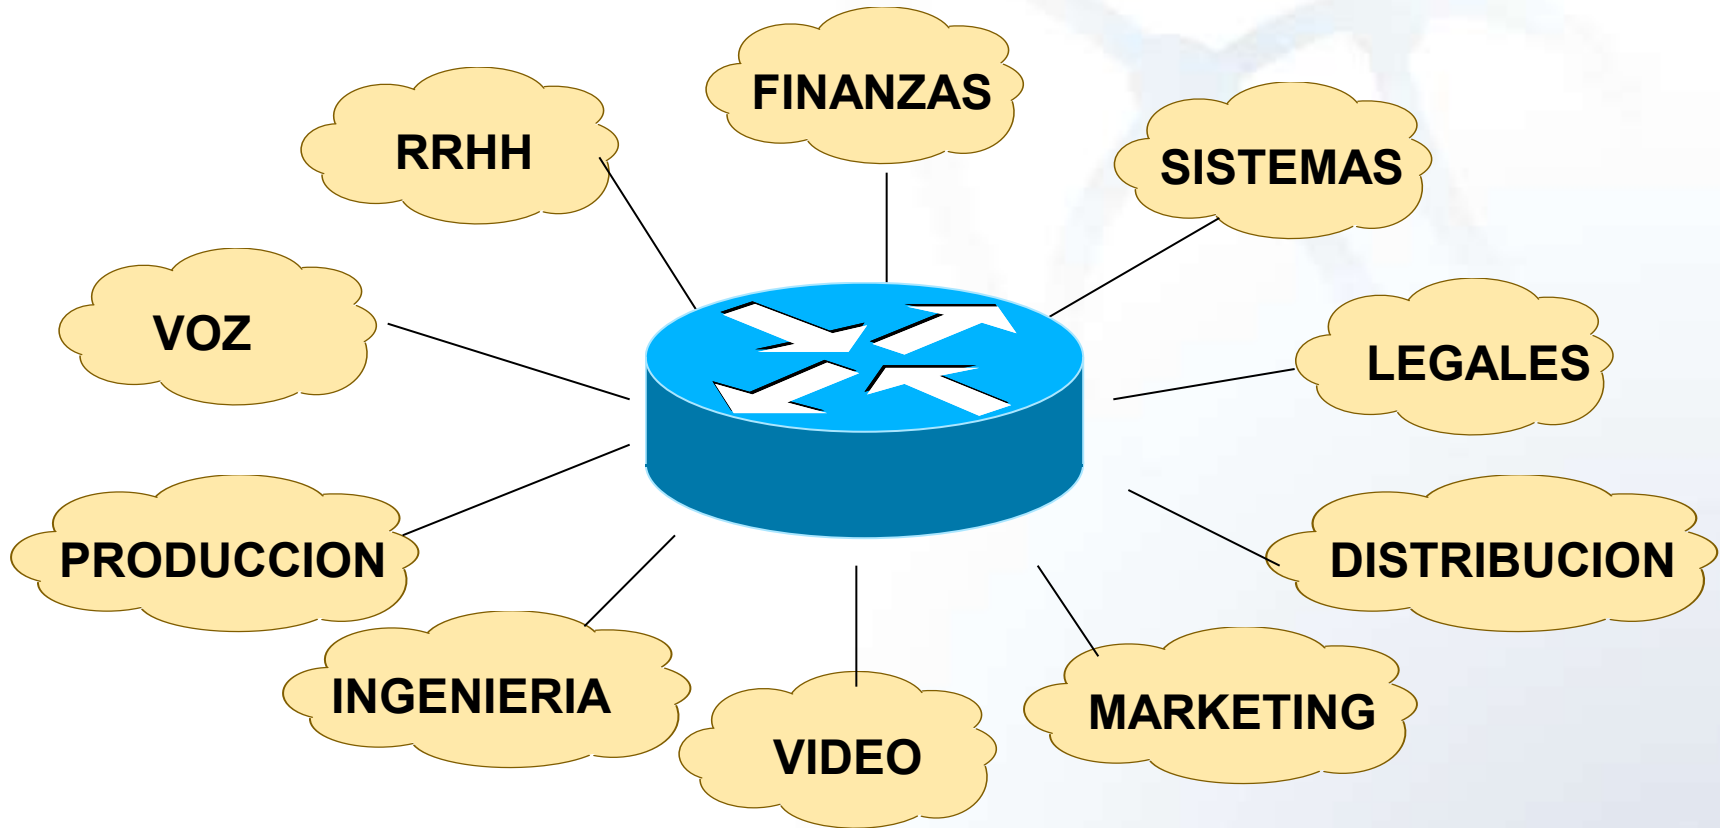 FINANZAS
RRHH
SISTEMAS
VOZ
LEGALES
PRODUCCION
DISTRIBUCION
INGENIERIA
MARKETING
VIDEO